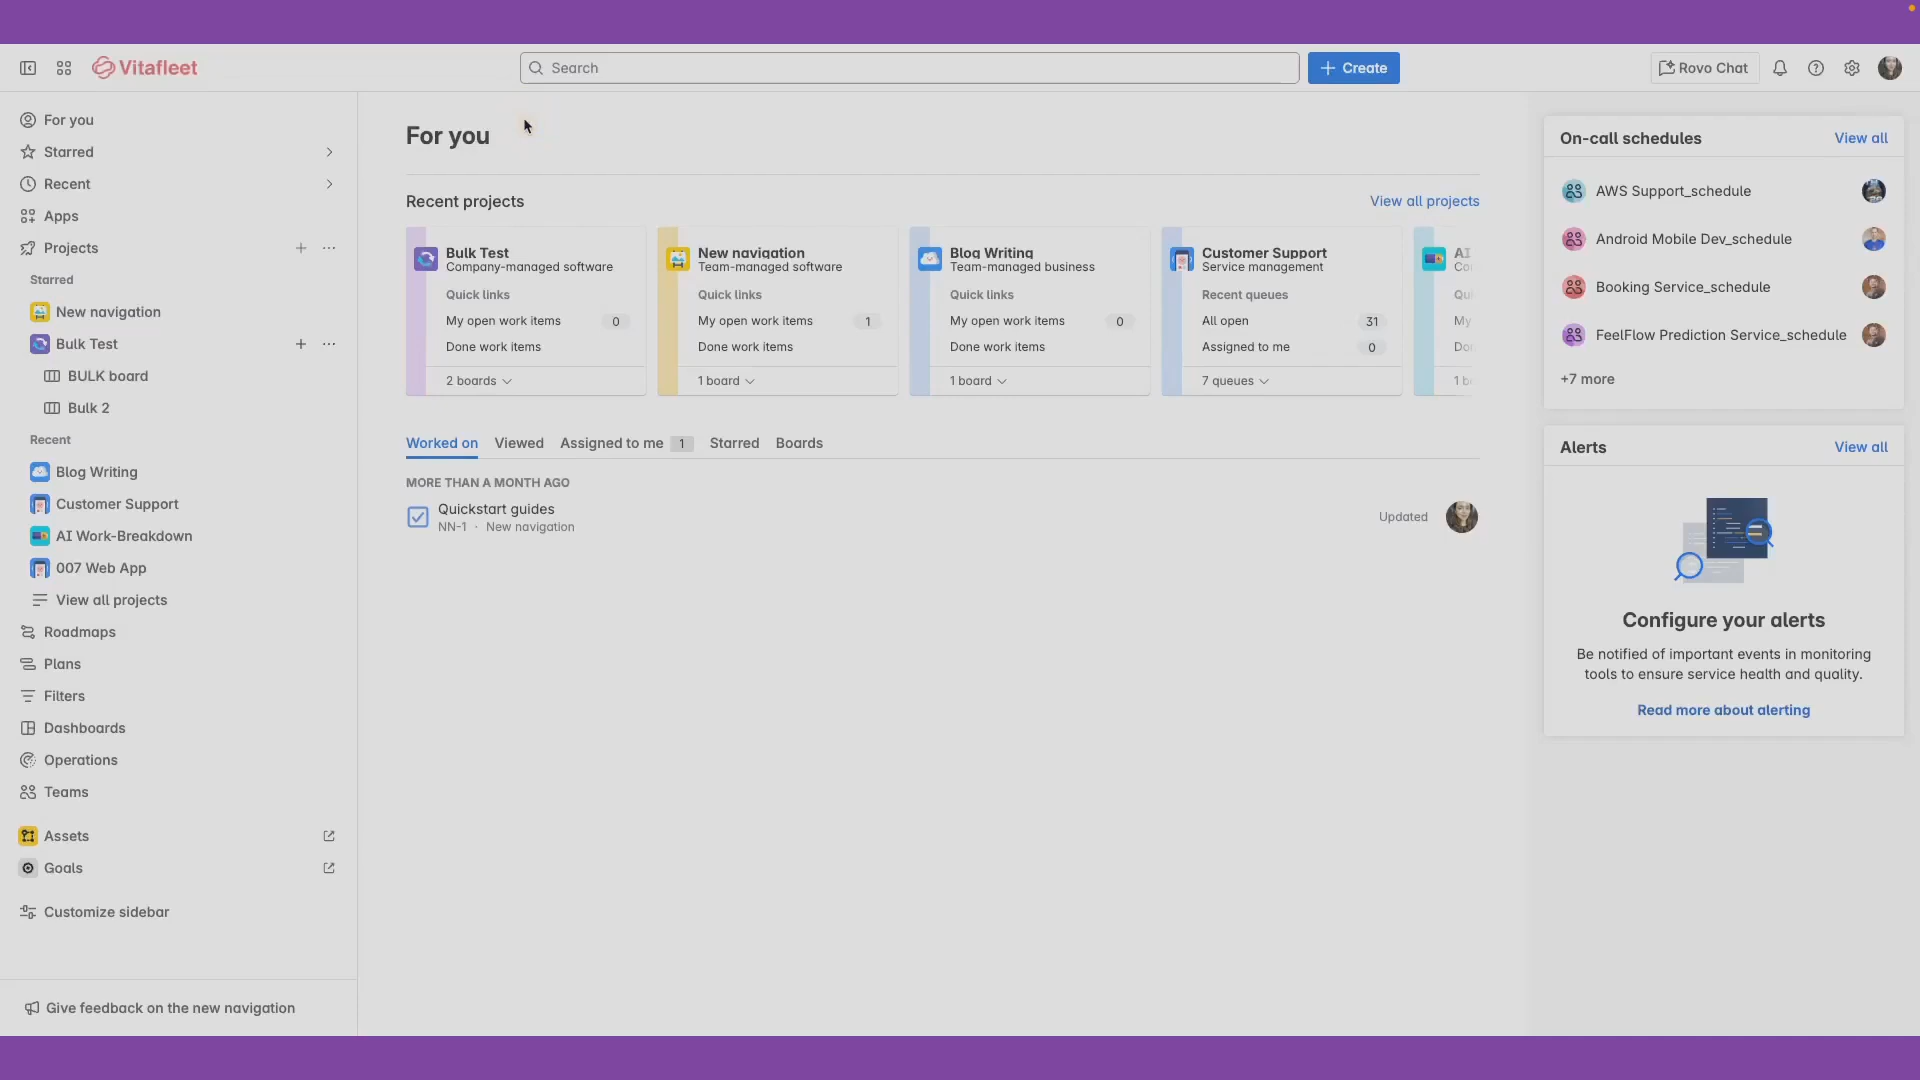 Vitafleet
Search
Create
Rovo Chat
For you
Starred
Recent
Apps
Projects
Starred
New navigation
Bulk Test
BULK board
Bulk 2
Recent
Blog Writing
Customer Support
AI Work-Breakdown
007 Web App
View all projects
Roadmaps
Plans
Filters
Dashboards
Operations
Teams
Assets
Goals
Customize sidebar
Give feedback on the new navigation
For you
Recent projects
View all projects
Bulk Test
Company-managed software
Quick links
My open work items 0
Done work items
2 boards
New navigation
Team-managed software
Quick links
My open work items 1
Done work items
1 board
Blog Writing
Team-managed business
Quick links
My open work items 0
Done work items
1 board
Customer Support
Service management
Recent queues
All open 31
Assigned to me 0
7 queues
AI
My
Worked on Viewed Assigned to me 1 Starred Boards
MORE THAN A MONTH AGO
Quickstart guides
NN-1 · New navigation
Updated
On-call schedules
View all
AWS Support_schedule
Android Mobile Dev_schedule
Booking Service_schedule
FeelFlow Prediction Service_schedule
+7 more
Alerts
View all
Configure your alerts
Be notified of important events in monitoring
tools to ensure service health and quality.
Read more about alerting